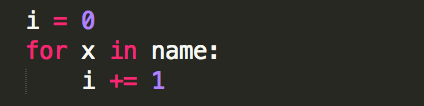 i = 0
for x in name:
    i += 1